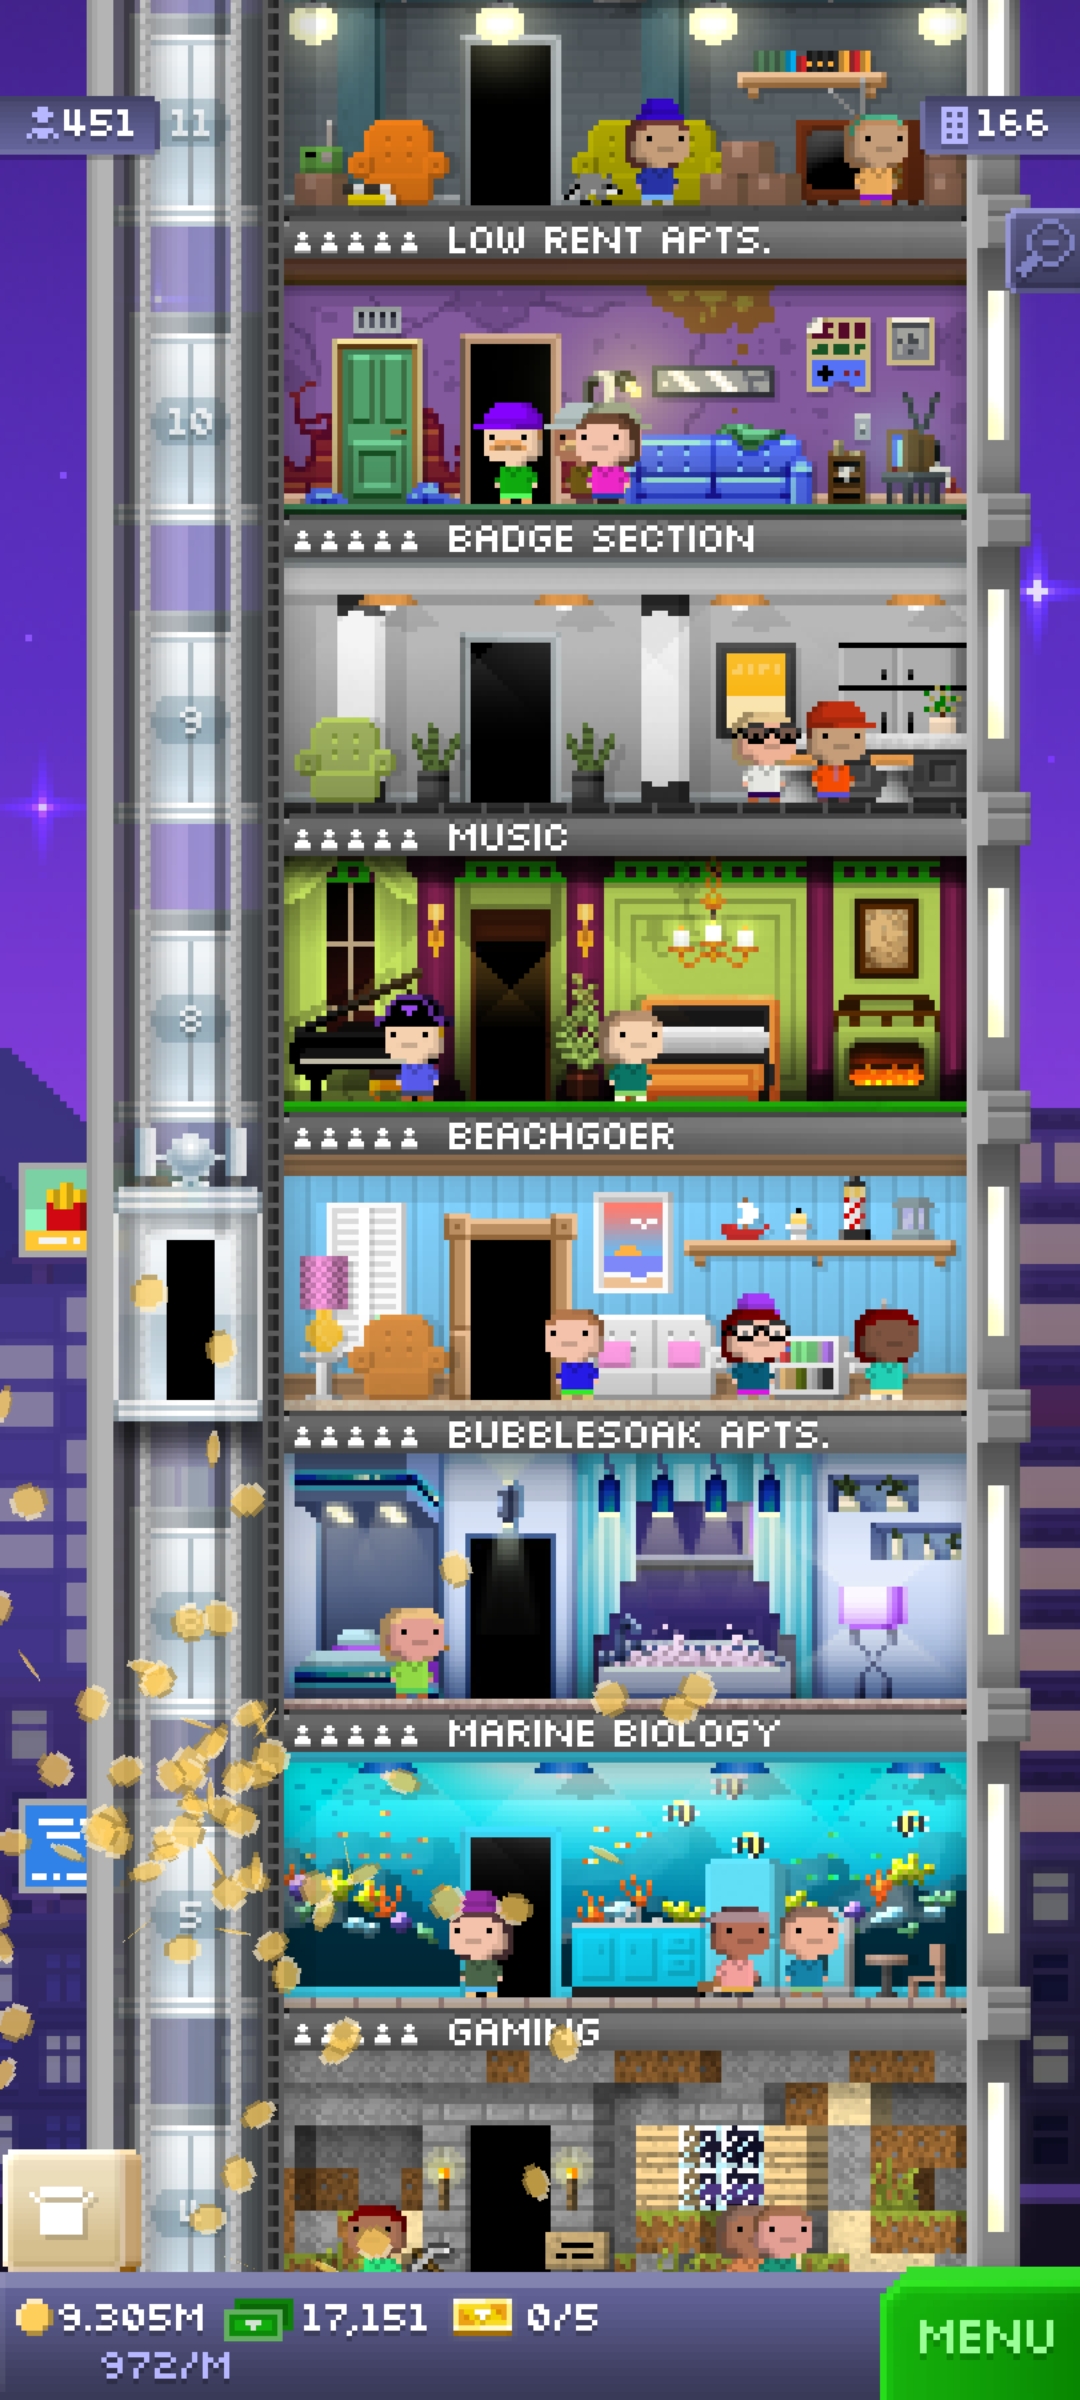 451
11
166
LOW RENT APTS.
10
BADGE SECTION
9
MUSIC
8
BEACHGOER
BUBBLESOAK APTS.
MARINE BIOLOGY
5
GAMING
4
9.305M
17,151
0/5
972/M
MENU